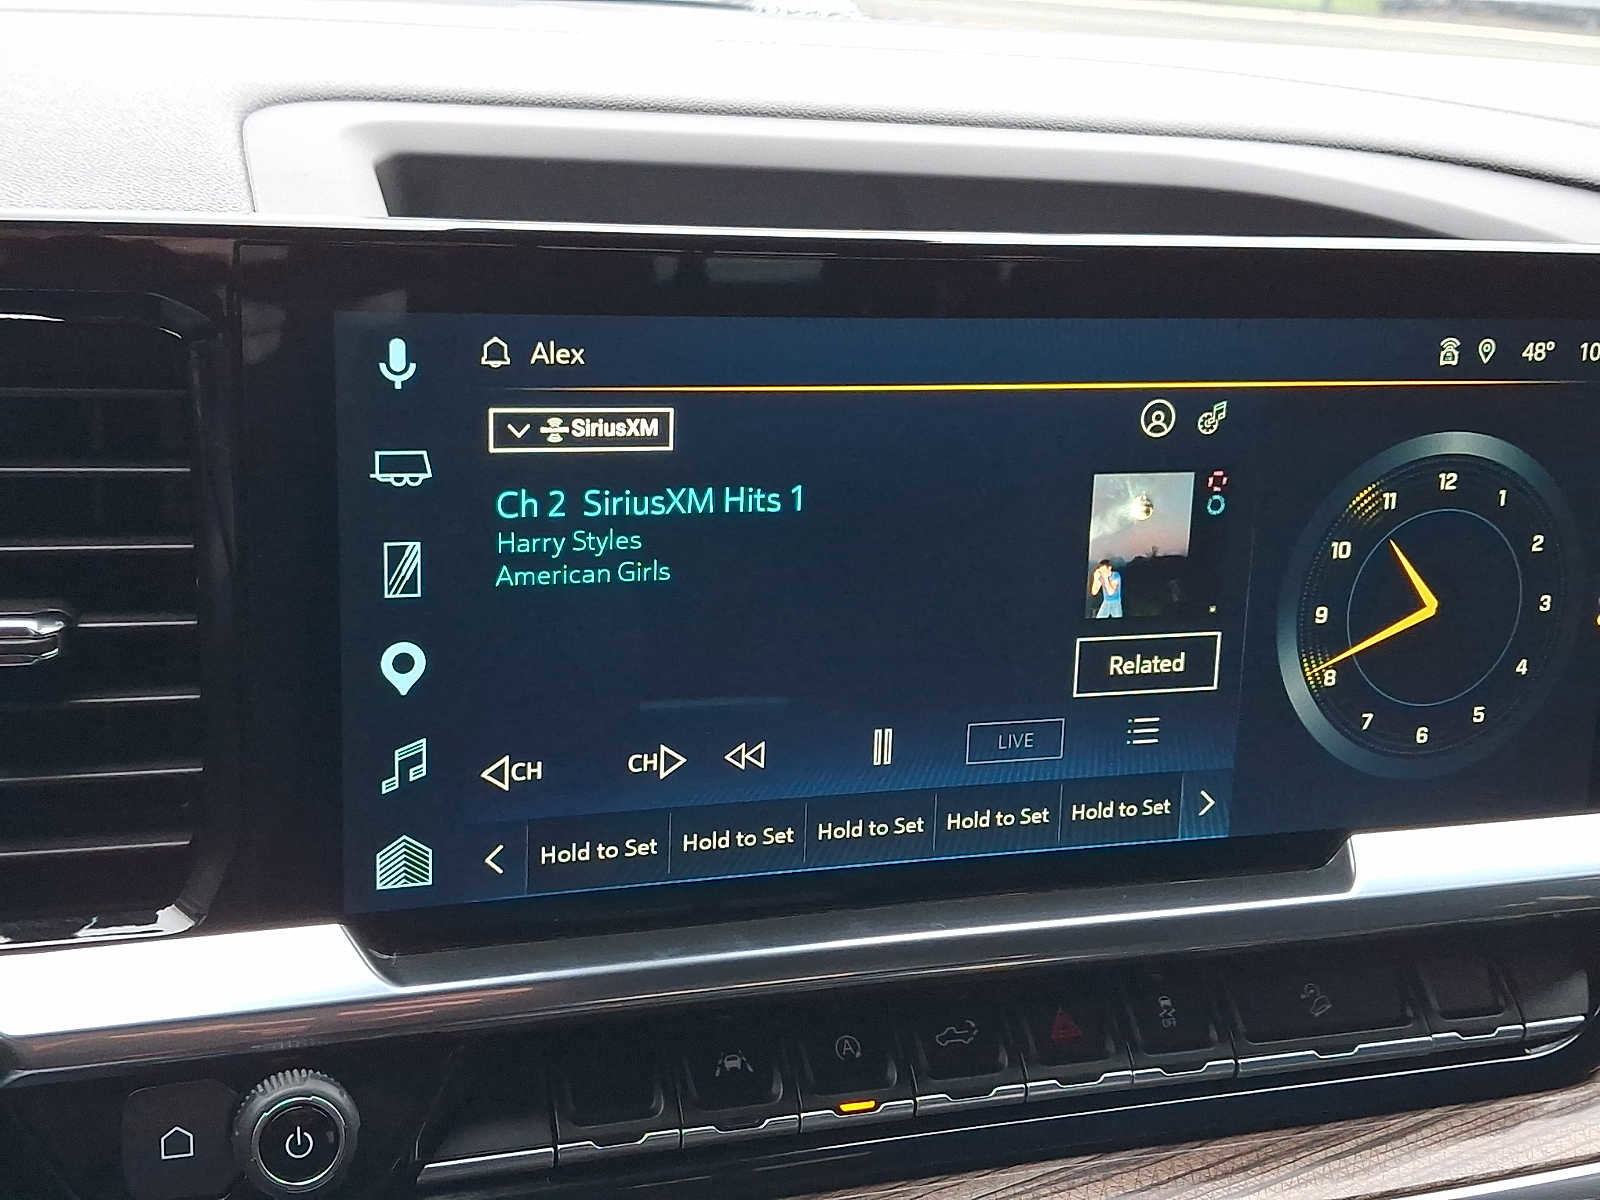 Alex
48° 10
SiriusXM
Ch 2 SiriusXM Hits 1
Harry Styles
American Girls
Related
CH
CH
LIVE
Hold to Set
Hold to Set
Hold to Set
Hold to Set
Hold to Set
12
1
2
3
4
5
6
7
8
9
10
11
A
OFF